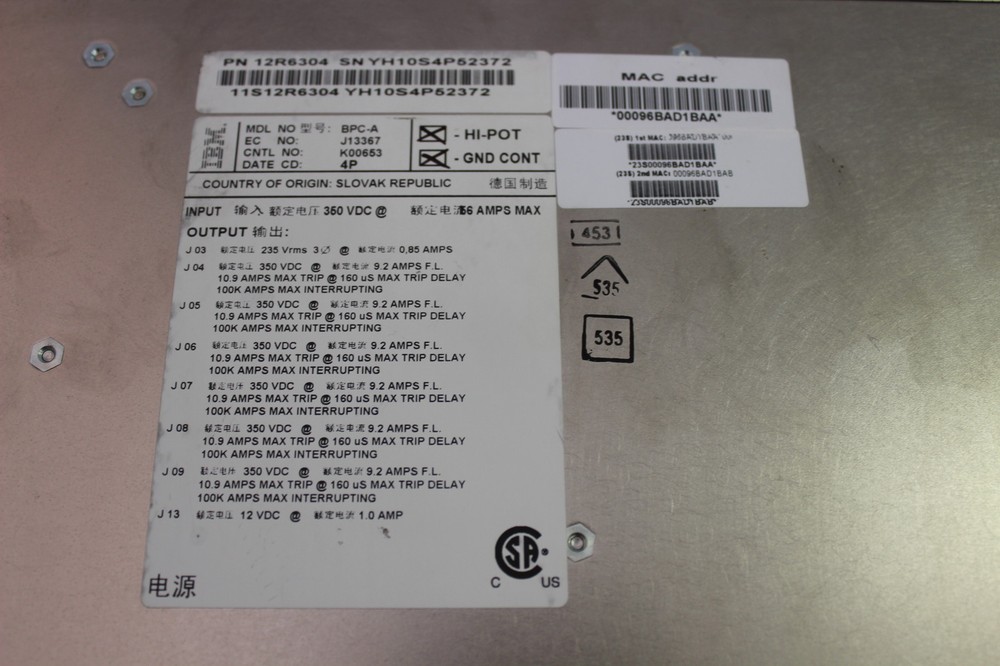 PN 12R6304 SN YH10S4P52372
11S12R6304 YH10S4P52372
IBM
MDL NO 型号: BPC-A
EC NO: J13367
CNTL NO: K00653
DATE CD: 4P
- HI-POT
- GND CONT
COUNTRY OF ORIGIN: SLOVAK REPUBLIC 德国制造
INPUT 输入 额定电压 350 VDC @ 额定电流 56 AMPS MAX
OUTPUT 输出:
J 03 额定电压 235 Vrms 3∅ @ 额定电流 0,85 AMPS
J 04 额定电压 350 VDC @ 额定电流 9.2 AMPS F.L.
10.9 AMPS MAX TRIP @ 160 uS MAX TRIP DELAY
100K AMPS MAX INTERRUPTING
J 05 额定电压 350 VDC @ 额定电流 9.2 AMPS F.L.
10.9 AMPS MAX TRIP @ 160 uS MAX TRIP DELAY
100K AMPS MAX INTERRUPTING
J 06 额定电压 350 VDC @ 额定电流 9.2 AMPS F.L.
10.9 AMPS MAX TRIP @ 160 uS MAX TRIP DELAY
100K AMPS MAX INTERRUPTING
J 07 额定电压 350 VDC @ 额定电流 9.2 AMPS F.L.
10.9 AMPS MAX TRIP @ 160 uS MAX TRIP DELAY
100K AMPS MAX INTERRUPTING
J 08 额定电压 350 VDC @ 额定电流 9.2 AMPS F.L.
10.9 AMPS MAX TRIP @ 160 uS MAX TRIP DELAY
100K AMPS MAX INTERRUPTING
J 09 额定电压 350 VDC @ 额定电流 9.2 AMPS F.L.
10.9 AMPS MAX TRIP @ 160 uS MAX TRIP DELAY
100K AMPS MAX INTERRUPTING
J 13 额定电压 12 VDC @ 额定电流 1.0 AMP
电源
CSA
C US
MAC addr
*00096BAD1BAA*
(23S) 1st MAC:
*23S00096BAD1BAA*
(23S) 2nd MAC: 00096BAD1BAB
*23S00096BAD1BAB*
453
535
535